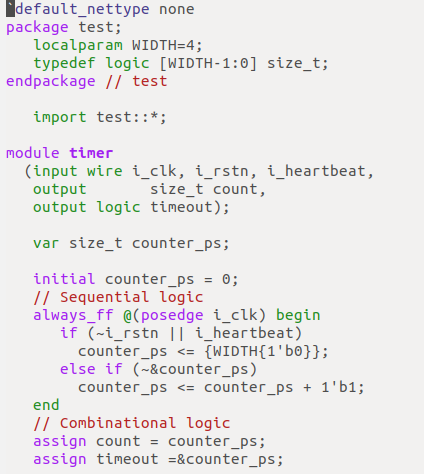 `default_nettype none
package test;
   localparam WIDTH=4;
   typedef logic [WIDTH-1:0] size_t;
endpackage // test

   import test::*;

module timer
  (input wire i_clk, i_rstn, i_heartbeat,
   output       size_t count,
   output logic timeout);

   var size_t counter_ps;

   initial counter_ps = 0;
   // Sequential logic
   always_ff @(posedge i_clk) begin
      if (~i_rstn || i_heartbeat)
        counter_ps <= {WIDTH{1'b0}};
      else if (~&counter_ps)
        counter_ps <= counter_ps + 1'b1;
   end
   // Combinational logic
   assign count = counter_ps;
   assign timeout =&counter_ps;